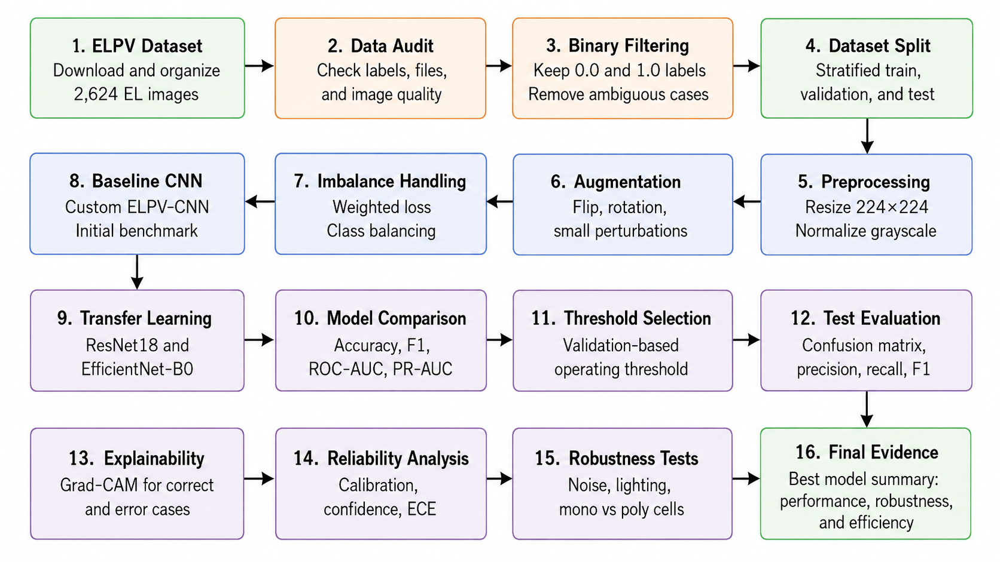 1. ELPV Dataset
Download and organize
2,624 EL images
2. Data Audit
Check labels, files,
and image quality
3. Binary Filtering
Keep 0.0 and 1.0 labels
Remove ambiguous cases
4. Dataset Split
Stratified train,
validation, and test
5. Preprocessing
Resize 224×224
Normalize grayscale
6. Augmentation
Flip, rotation,
small perturbations
7. Imbalance Handling
Weighted loss
Class balancing
8. Baseline CNN
Custom ELPV-CNN
Initial benchmark
9. Transfer Learning
ResNet18 and
EfficientNet-B0
10. Model Comparison
Accuracy, F1,
ROC-AUC, PR-AUC
11. Threshold Selection
Validation-based
operating threshold
12. Test Evaluation
Confusion matrix,
precision, recall, F1
13. Explainability
Grad-CAM for correct
and error cases
14. Reliability Analysis
Calibration,
confidence, ECE
15. Robustness Tests
Noise, lighting,
mono vs poly cells
16. Final Evidence
Best model summary:
performance, robustness,
and efficiency